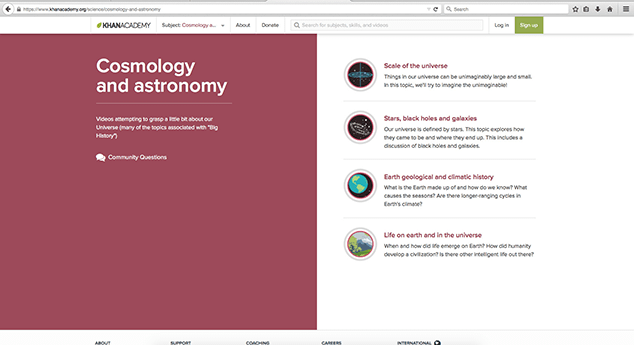 https://www.khanacademy.org/science/cosmology-and-astronomy
Search
KHANACADEMY
Subject: Cosmology a...
About
Donate
Search for subjects, skills, and videos
Log in
Sign up
Cosmology
and astronomy
Videos attempting to grasp a little bit about our
Universe (many of the topics associated with "Big
History")
Community Questions
Scale of the universe
Things in our universe can be unimaginably large and small.
In this topic, we'll try to imagine the unimaginable!
Stars, black holes and galaxies
Our universe is defined by stars. This topic explores how
they came to be and where they end up. This includes a
discussion of black holes and galaxies.
Earth geological and climatic history
What is the Earth made up of and how do we know? What
causes the seasons? Are there longer-ranging cycles in
Earth's climate?
Life on earth and in the universe
When and how did life emerge on Earth? How did humanity
develop a civilization? Is there other intelligent life out there?
ABOUT
SUPPORT
COACHING
CAREERS
INTERNATIONAL